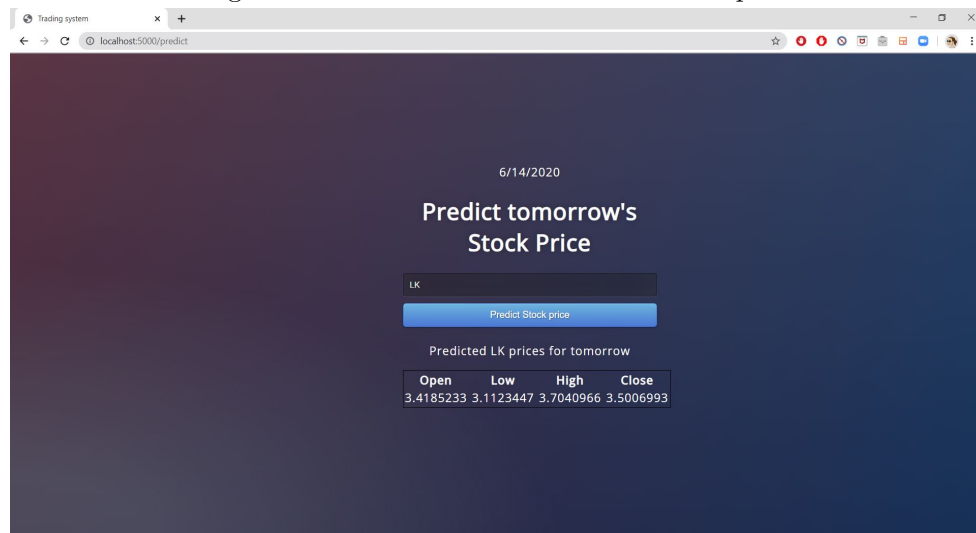 Trading system
localhost:5000/predict
6/14/2020
Predict tomorrow's
Stock Price
LK
Predict Stock price
Predicted LK prices for tomorrow
Open Low High Close
3.4185233 3.1123447 3.7040966 3.5006993